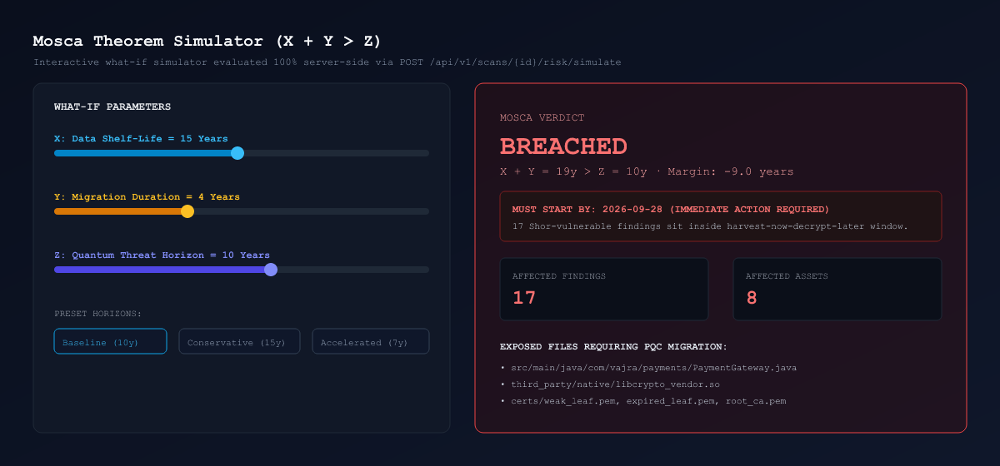 Mosca Theorem Simulator (X + Y > Z)
Interactive what-if simulator evaluated 100% server-side via POST /api/v1/scans/{id}/risk/simulate
WHAT-IF PARAMETERS
X: Data Shelf-Life = 15 Years
Y: Migration Duration = 4 Years
Z: Quantum Threat Horizon = 10 Years
PRESET HORIZONS:
Baseline (10y)
Conservative (15y)
Accelerated (7y)
MOSCA VERDICT
BREACHED
X + Y = 19y > Z = 10y · Margin: -9.0 years
MUST START BY: 2026-09-28 (IMMEDIATE ACTION REQUIRED)
17 Shor-vulnerable findings sit inside harvest-now-decrypt-later window.
AFFECTED FINDINGS
17
AFFECTED ASSETS
8
EXPOSED FILES REQUIRING PQC MIGRATION:
• src/main/java/com/vajra/payments/PaymentGateway.java
• third_party/native/libcrypto_vendor.so
• certs/weak_leaf.pem, expired_leaf.pem, root_ca.pem